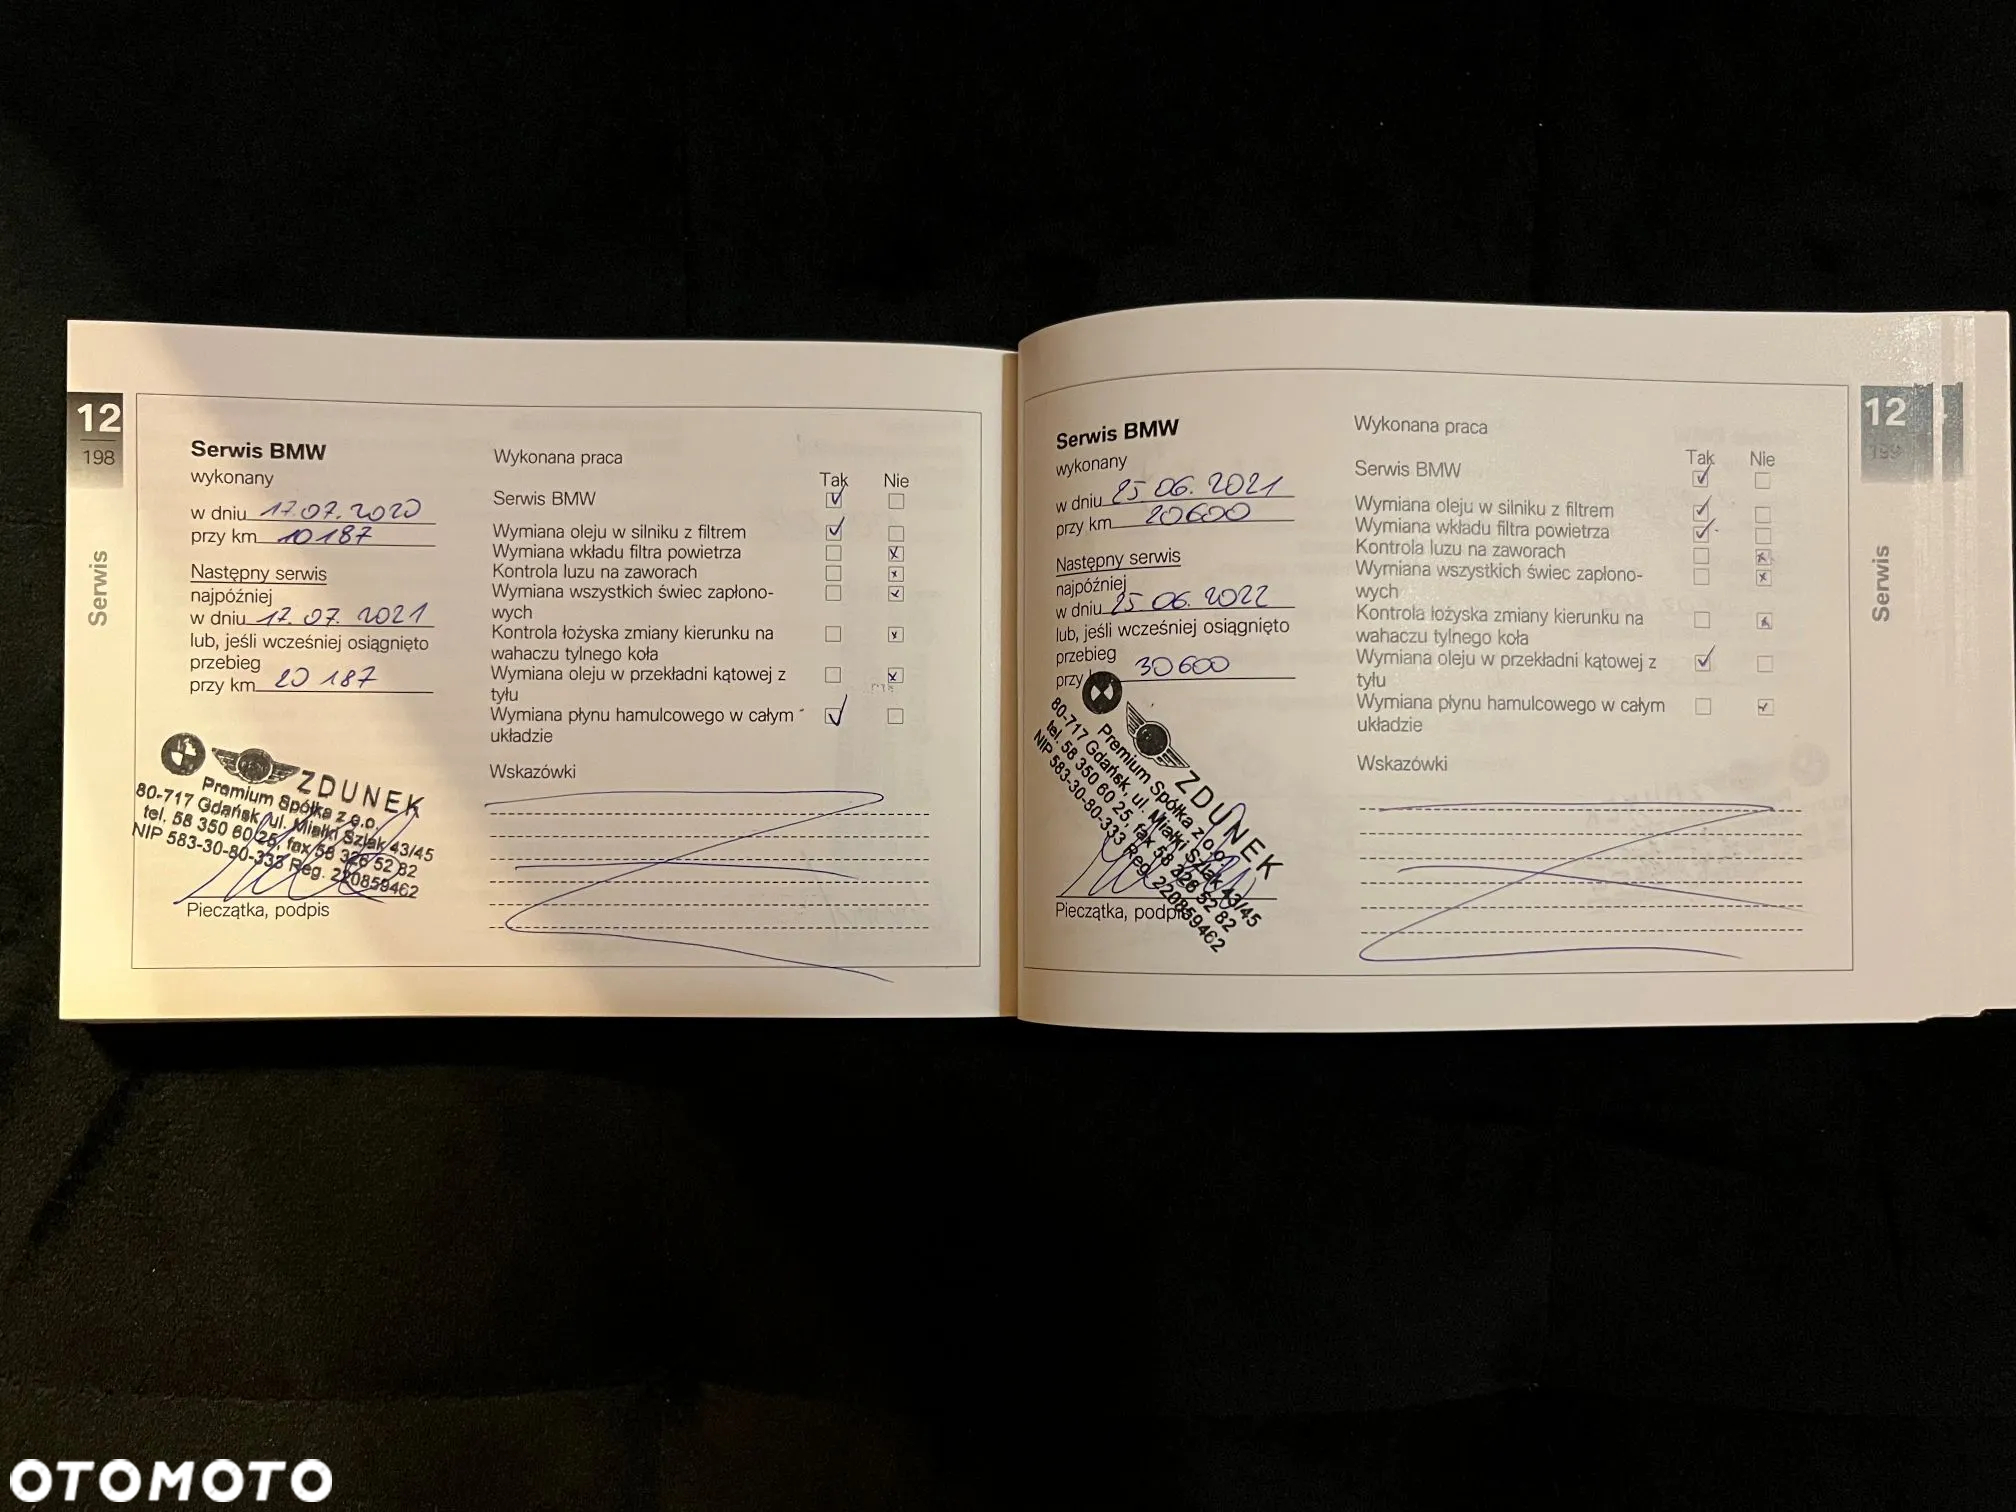 12
198
Serwis
Serwis BMW
wykonany
w dniu 17.07.2020
przy km 10187
Następny serwis
najpóźniej
w dniu 17.07.2021
lub, jeśli wcześniej osiągnięto
przebieg
przy km 20187
ZDUNEK
Premium Spółka z o.o.
80-717 Gdańsk, ul. Miałki Szlak 43/45
tel. 58 350 60 25, fax 58 326 52 82
NIP 583-30-80-333 Reg. 220859462
Pieczątka, podpis
Wykonana praca
Tak Nie
Serwis BMW
Wymiana oleju w silniku z filtrem
Wymiana wkładu filtra powietrza
Kontrola luzu na zaworach
Wymiana wszystkich świec zapłono-
wych
Kontrola łożyska zmiany kierunku na
wahaczu tylnego koła
Wymiana oleju w przekładni kątowej z
tyłu
Wymiana płynu hamulcowego w całym
układzie
Wskazówki
Serwis BMW
wykonany
w dniu 25.06.2021
przy km 20600
Następny serwis
najpóźniej
w dniu 25.06.2022
lub, jeśli wcześniej osiągnięto
przebieg
przy 30600
ZDUNEK
Premium Spółka z o.o.
80-717 Gdańsk, ul. Miałki Szlak 43/45
tel. 58 350 60 25, fax 58 326 52 82
NIP 583-30-80-333 Reg. 220859462
Pieczątka, podpis
Wykonana praca
Tak Nie
Serwis BMW
Wymiana oleju w silniku z filtrem
Wymiana wkładu filtra powietrza
Kontrola luzu na zaworach
Wymiana wszystkich świec zapłono-
wych
Kontrola łożyska zmiany kierunku na
wahaczu tylnego koła
Wymiana oleju w przekładni kątowej z
tyłu
Wymiana płynu hamulcowego w całym
układzie
Wskazówki
12
199
Serwis
OTOMOTO